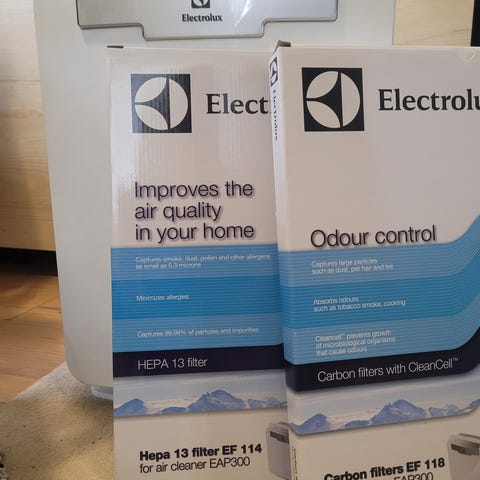 Electrolux
Elect
Improves the
air quality
in your home
Captures smoke, dust, pollen and other allergens
as small as 0.3 microns
Minimizes allergies
Captures 99.99% of particles and impurities
HEPA 13 filter
Hepa 13 filter EF 114
for air cleaner EAP300
Electrolux
Electrolu
Odour control
Captures large particles
such as dust, pet hair and lint
Absorbs odours
such as tobacco smoke, cooking
Cleancell™ prevents growth
of microbiological organisms
that cause odours.
Carbon filters with CleanCell™
Carbon filters EF 118
EAP300